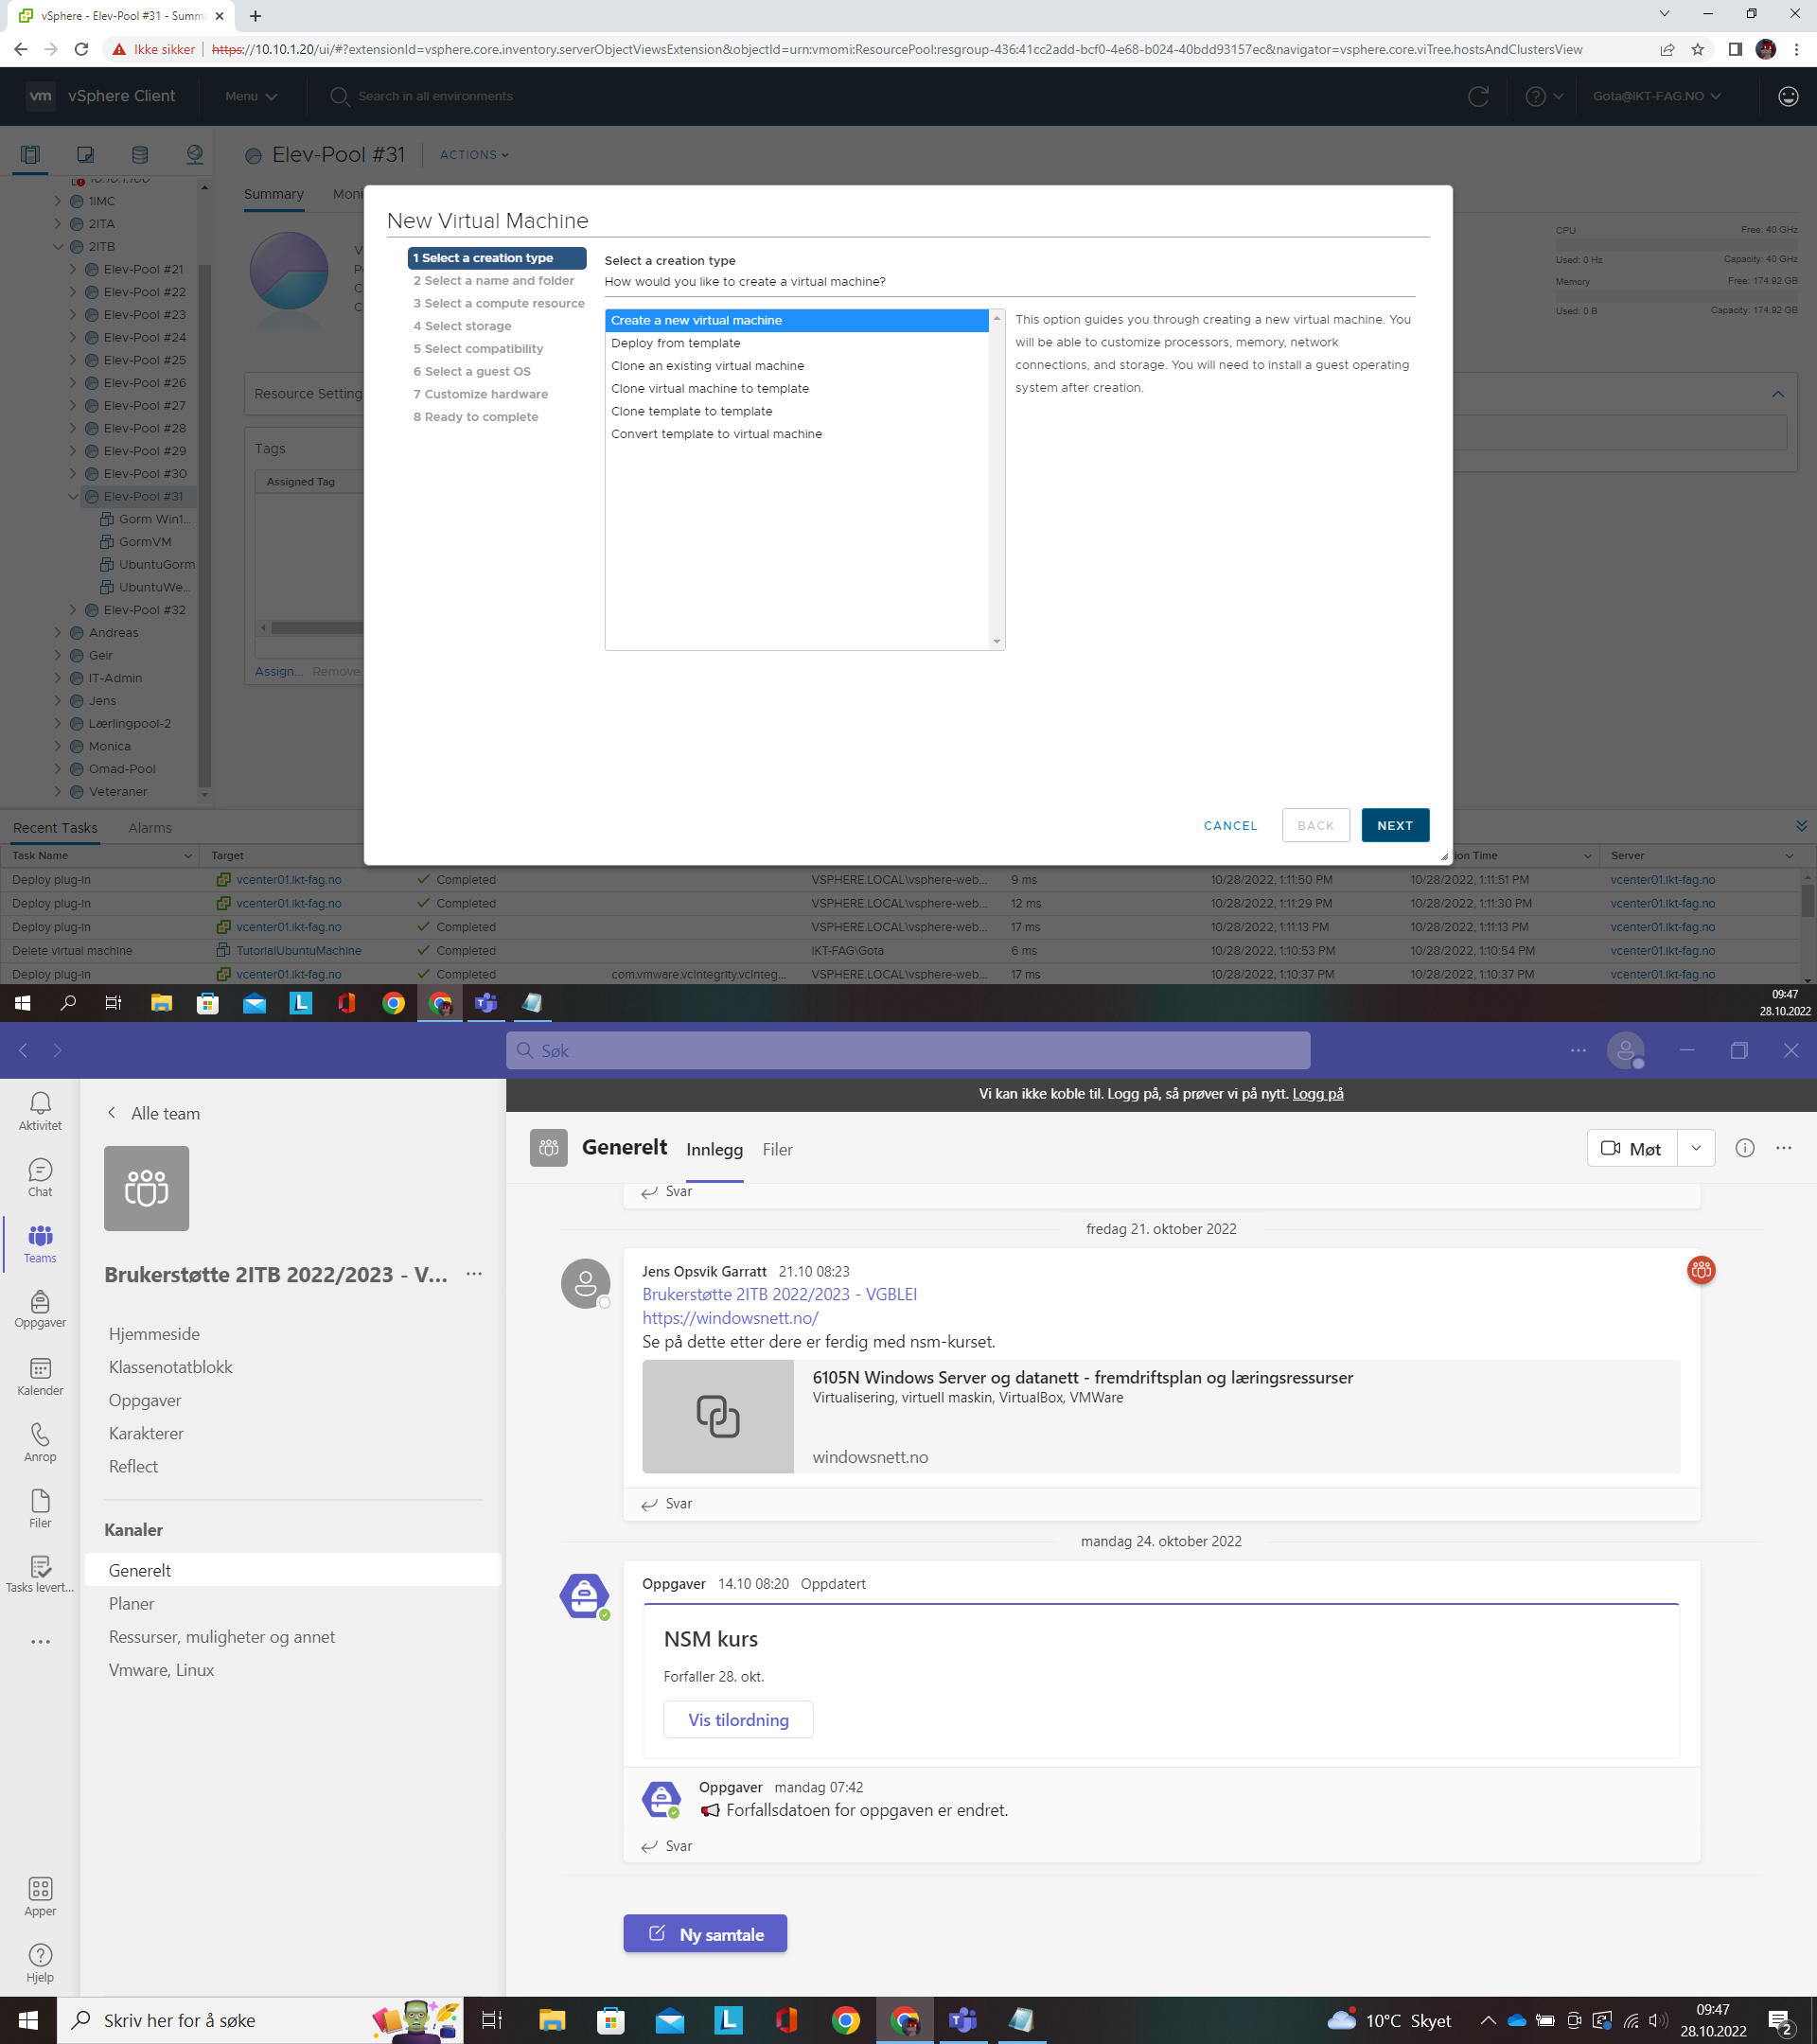 vSphere - Elev-Pool #31 - Summ
Ikke sikker
https://10.10.1.20/ui/#?extensionId=vsphere.core.inventory.serverObjectViewsExtension&objectId=urn:vmomi:ResourcePool:resgroup-436:41cc2add-bcf0-4e68-b024-40bdd93157ec&navigator=vsphere.core.viTree.hostsAndClustersView
vm vSphere Client
Menu
Search in all environments
Gota@IKT-FAG.NO
Elev-Pool #31
ACTIONS
Summary
Moni
10.10.1.100
1IMC
2ITA
2ITB
Elev-Pool #21
Elev-Pool #22
Elev-Pool #23
Elev-Pool #24
Elev-Pool #25
Elev-Pool #26
Elev-Pool #27
Elev-Pool #28
Elev-Pool #29
Elev-Pool #30
Elev-Pool #31
Gorm Win1...
GormVM
UbuntuGorm
UbuntuWe...
Elev-Pool #32
Andreas
Geir
IT-Admin
Jens
Lærlingpool-2
Monica
Omad-Pool
Veteraner
Resource Setting
Tags
Assigned Tag
Assign...
Remove
CPU
Free: 40 GHz
Used: 0 Hz
Capacity: 40 GHz
Memory
Free: 174.92 GB
Used: 0 B
Capacity: 174.92 GB
New Virtual Machine
1 Select a creation type
2 Select a name and folder
3 Select a compute resource
4 Select storage
5 Select compatibility
6 Select a guest OS
7 Customize hardware
8 Ready to complete
Select a creation type
How would you like to create a virtual machine?
Create a new virtual machine
Deploy from template
Clone an existing virtual machine
Clone virtual machine to template
Clone template to template
Convert template to virtual machine
This option guides you through creating a new virtual machine. You
will be able to customize processors, memory, network
connections, and storage. You will need to install a guest operating
system after creation.
CANCEL
BACK
NEXT
Recent Tasks
Alarms
Task Name Target on Time Server
Deploy plug-in vcenter01.ikt-fag.no Completed VSPHERE.LOCAL\vsphere-web... 9 ms 10/28/2022, 1:11:50 PM 10/28/2022, 1:11:51 PM vcenter01.ikt-fag.no
Deploy plug-in vcenter01.ikt-fag.no Completed VSPHERE.LOCAL\vsphere-web... 12 ms 10/28/2022, 1:11:29 PM 10/28/2022, 1:11:30 PM vcenter01.ikt-fag.no
Deploy plug-in vcenter01.ikt-fag.no Completed VSPHERE.LOCAL\vsphere-web... 17 ms 10/28/2022, 1:11:13 PM 10/28/2022, 1:11:13 PM vcenter01.ikt-fag.no
Delete virtual machine TutorialUbuntuMachine Completed IKT-FAG\Gota 6 ms 10/28/2022, 1:10:53 PM 10/28/2022, 1:10:54 PM vcenter01.ikt-fag.no
Deploy plug-in vcenter01.ikt-fag.no Completed com.vmware.vcIntegrity.vcInteg... VSPHERE.LOCAL\vsphere-web... 17 ms 10/28/2022, 1:10:37 PM 10/28/2022, 1:10:37 PM vcenter01.ikt-fag.no
09:47
28.10.2022
Søk
Vi kan ikke koble til. Logg på, så prøver vi på nytt. Logg på
Aktivitet
Chat
Teams
Oppgaver
Kalender
Anrop
Filer
Tasks levert...
Apper
Hjelp
Alle team
Brukerstøtte 2ITB 2022/2023 - V...
Hjemmeside
Klassenotatblokk
Oppgaver
Karakterer
Reflect
Kanaler
Generelt
Planer
Ressurser, muligheter og annet
Vmware, Linux
Generelt
Innlegg
Filer
Møt
Svar
fredag 21. oktober 2022
Jens Opsvik Garratt 21.10 08:23
Brukerstøtte 2ITB 2022/2023 - VGBLEI
https://windowsnett.no/
Se på dette etter dere er ferdig med nsm-kurset.
6105N Windows Server og datanett - fremdriftsplan og læringsressurser
Virtualisering, virtuell maskin, VirtualBox, VMWare
windowsnett.no
Svar
mandag 24. oktober 2022
Oppgaver 14.10 08:20 Oppdatert
NSM kurs
Forfaller 28. okt.
Vis tilordning
Oppgaver mandag 07:42
Forfallsdatoen for oppgaven er endret.
Svar
Ny samtale
Skriv her for å søke
10°C Skyet
09:47
28.10.2022
2